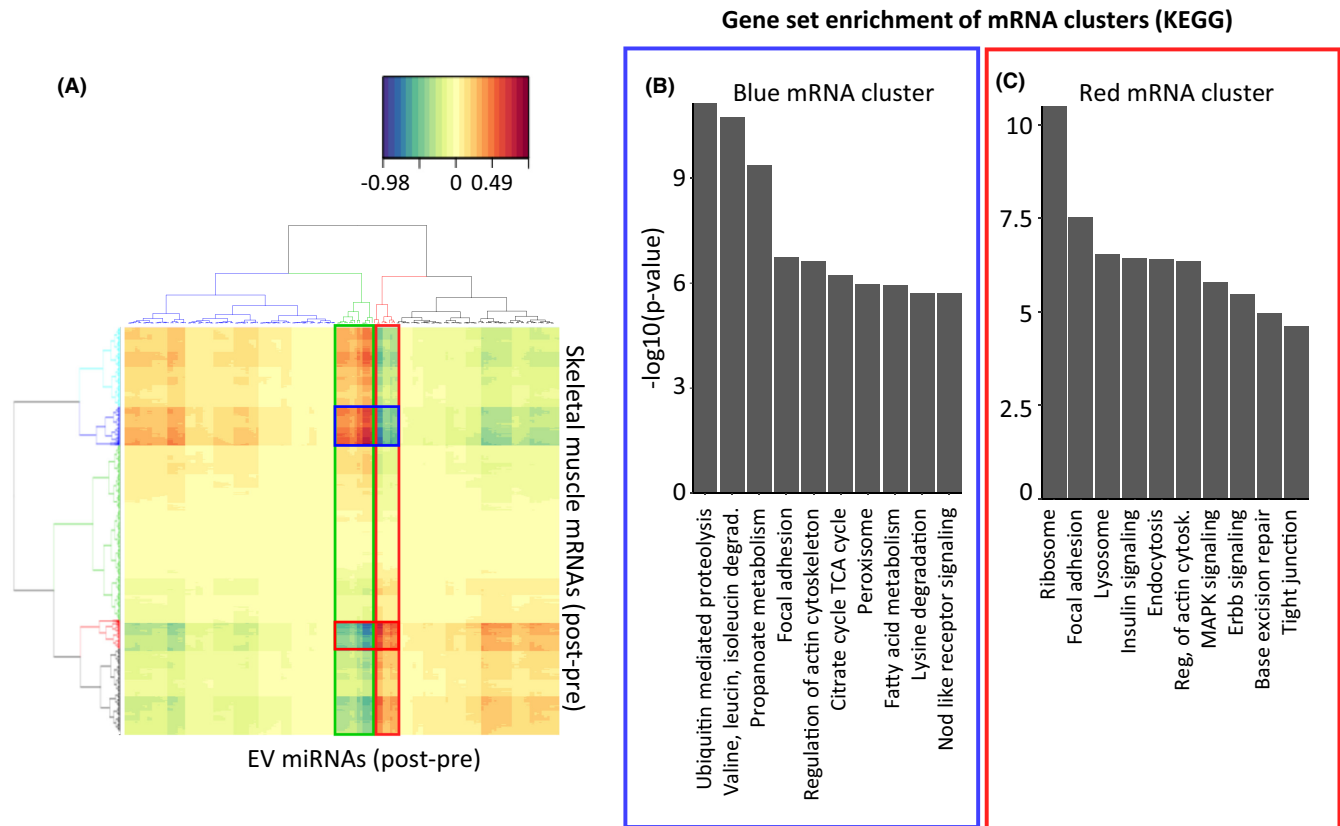 Gene set enrichment of mRNA clusters (KEGG)
(A)
-0.98 0 0.49
Skeletal muscle mRNAs (post-pre)
EV miRNAs (post-pre)
(B)
Blue mRNA cluster
-log10(p-value)
9
6
3
0
Ubiquitin mediated proteolysis
Valine, leucin, isoleucin degrad.
Propanoate metabolism
Focal adhesion
Regulation of actin cytoskeleton
Citrate cycle TCA cycle
Peroxisome
Fatty acid metabolism
Lysine degradation
Nod like receptor signaling
(C)
Red mRNA cluster
10
7.5
5
2.5
0
Ribosome
Focal adhesion
Lysosome
Insulin signaling
Endocytosis
Reg, of actin cytosk.
MAPK signaling
Erbb signaling
Base excision repair
Tight junction